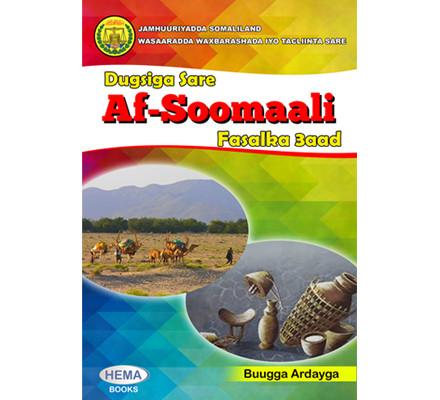 JAMHUURIYADDA SOMALILAND
WASAARADDA WAXBARASHADA IYO TACLIINTA SARE
Dugsiga Sare
Af-Soomaali
Fasalka 3aad
HEMA
BOOKS
Buugga Ardayga